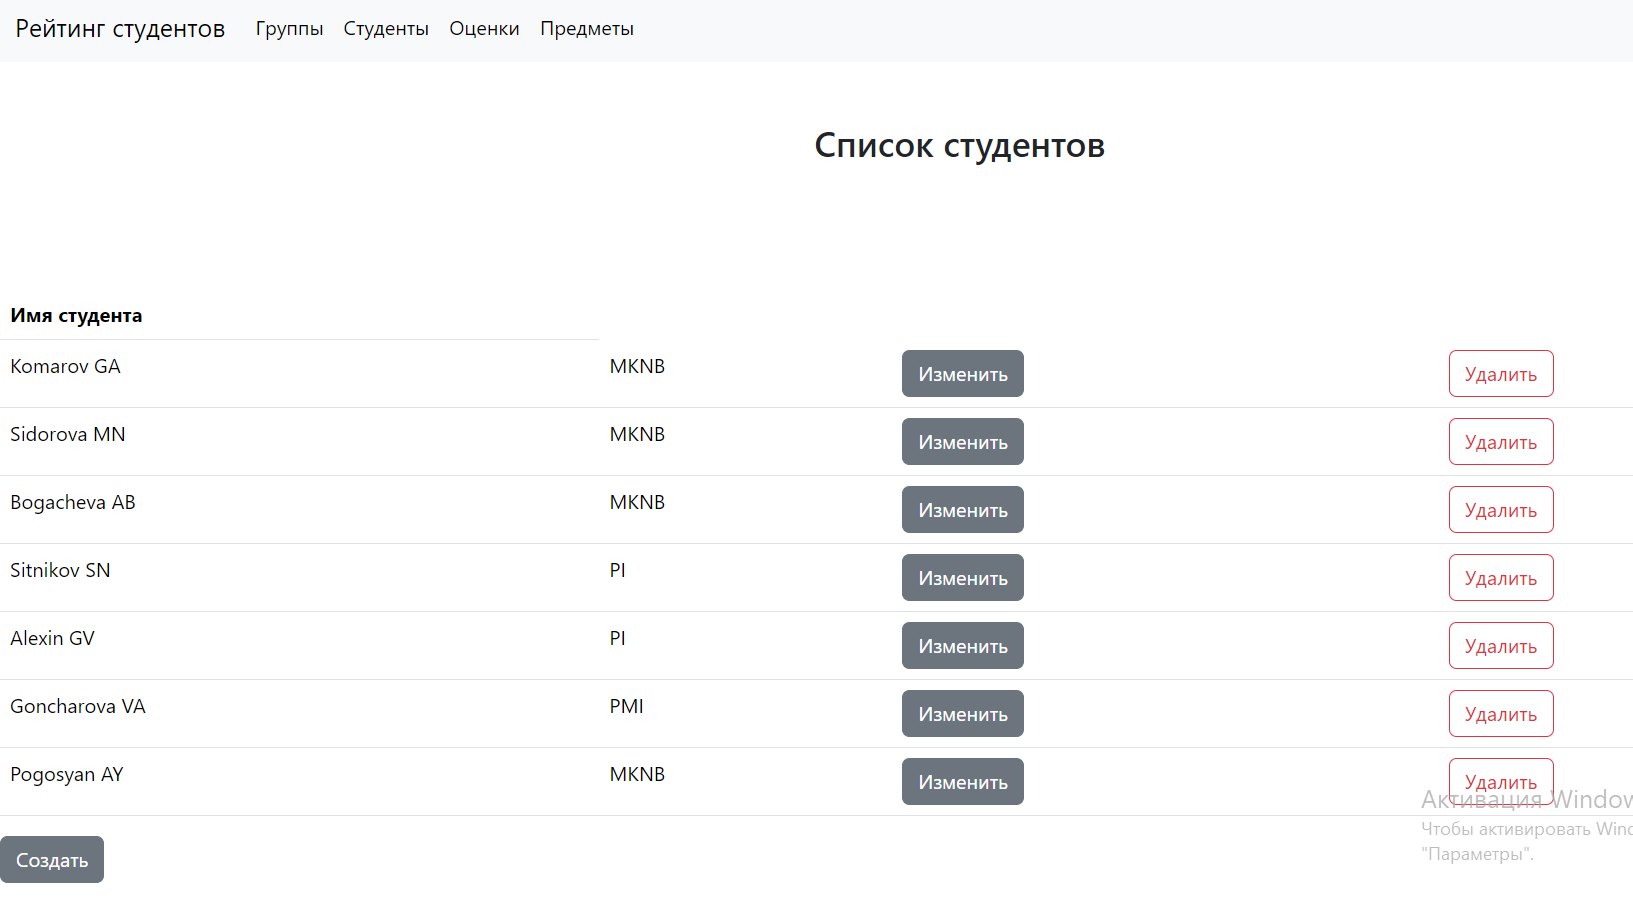 Рейтинг студентов Группы Студенты Оценки Предметы
Список студентов
Имя студента
Komarov GA MKNB Изменить Удалить
Sidorova MN MKNB Изменить Удалить
Bogacheva AB MKNB Изменить Удалить
Sitnikov SN PI Изменить Удалить
Alexin GV PI Изменить Удалить
Goncharova VA PMI Изменить Удалить
Pogosyan AY MKNB Изменить Удалить
Активация Window
Чтобы активировать Wind
"Параметры".
Создать